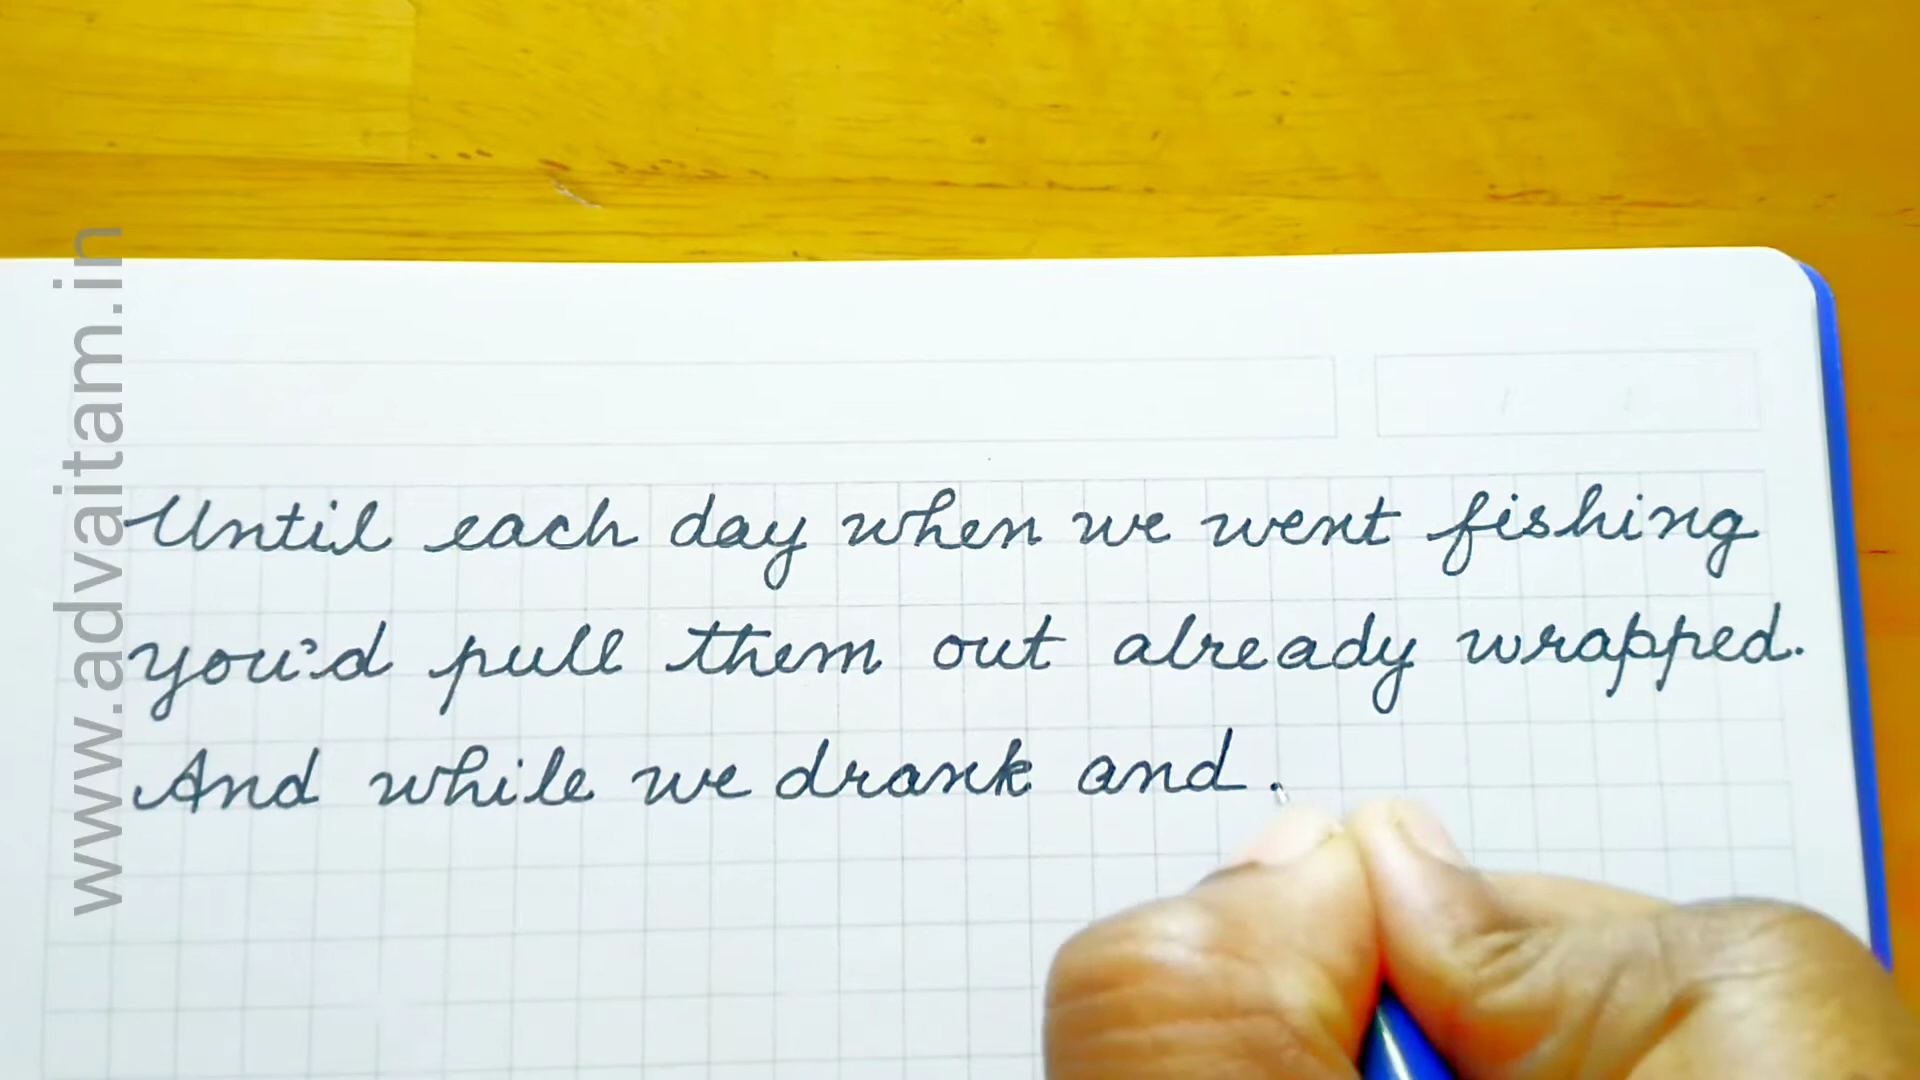 www.advaitam.in
Until each day when we went fishing
you'd pull them out already wrapped.
And while we drank and